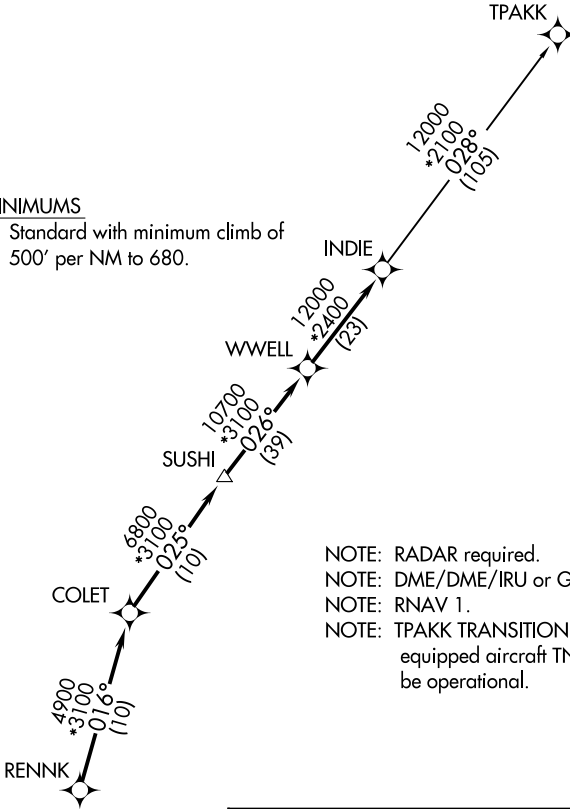 TPAKK
12000
*2100
028°
(105)
INIMUMS
Standard with minimum climb of
500' per NM to 680.
INDIE
12000
*2400
(23)
WWELL
10700
*3100
026°
(39)
SUSHI
6800
*3100
025°
(10)
NOTE: RADAR required.
NOTE: DME/DME/IRU or G
NOTE: RNAV 1.
NOTE: TPAKK TRANSITION
equipped aircraft TN
be operational.
COLET
4900
*3100
016°
(10)
RENNK